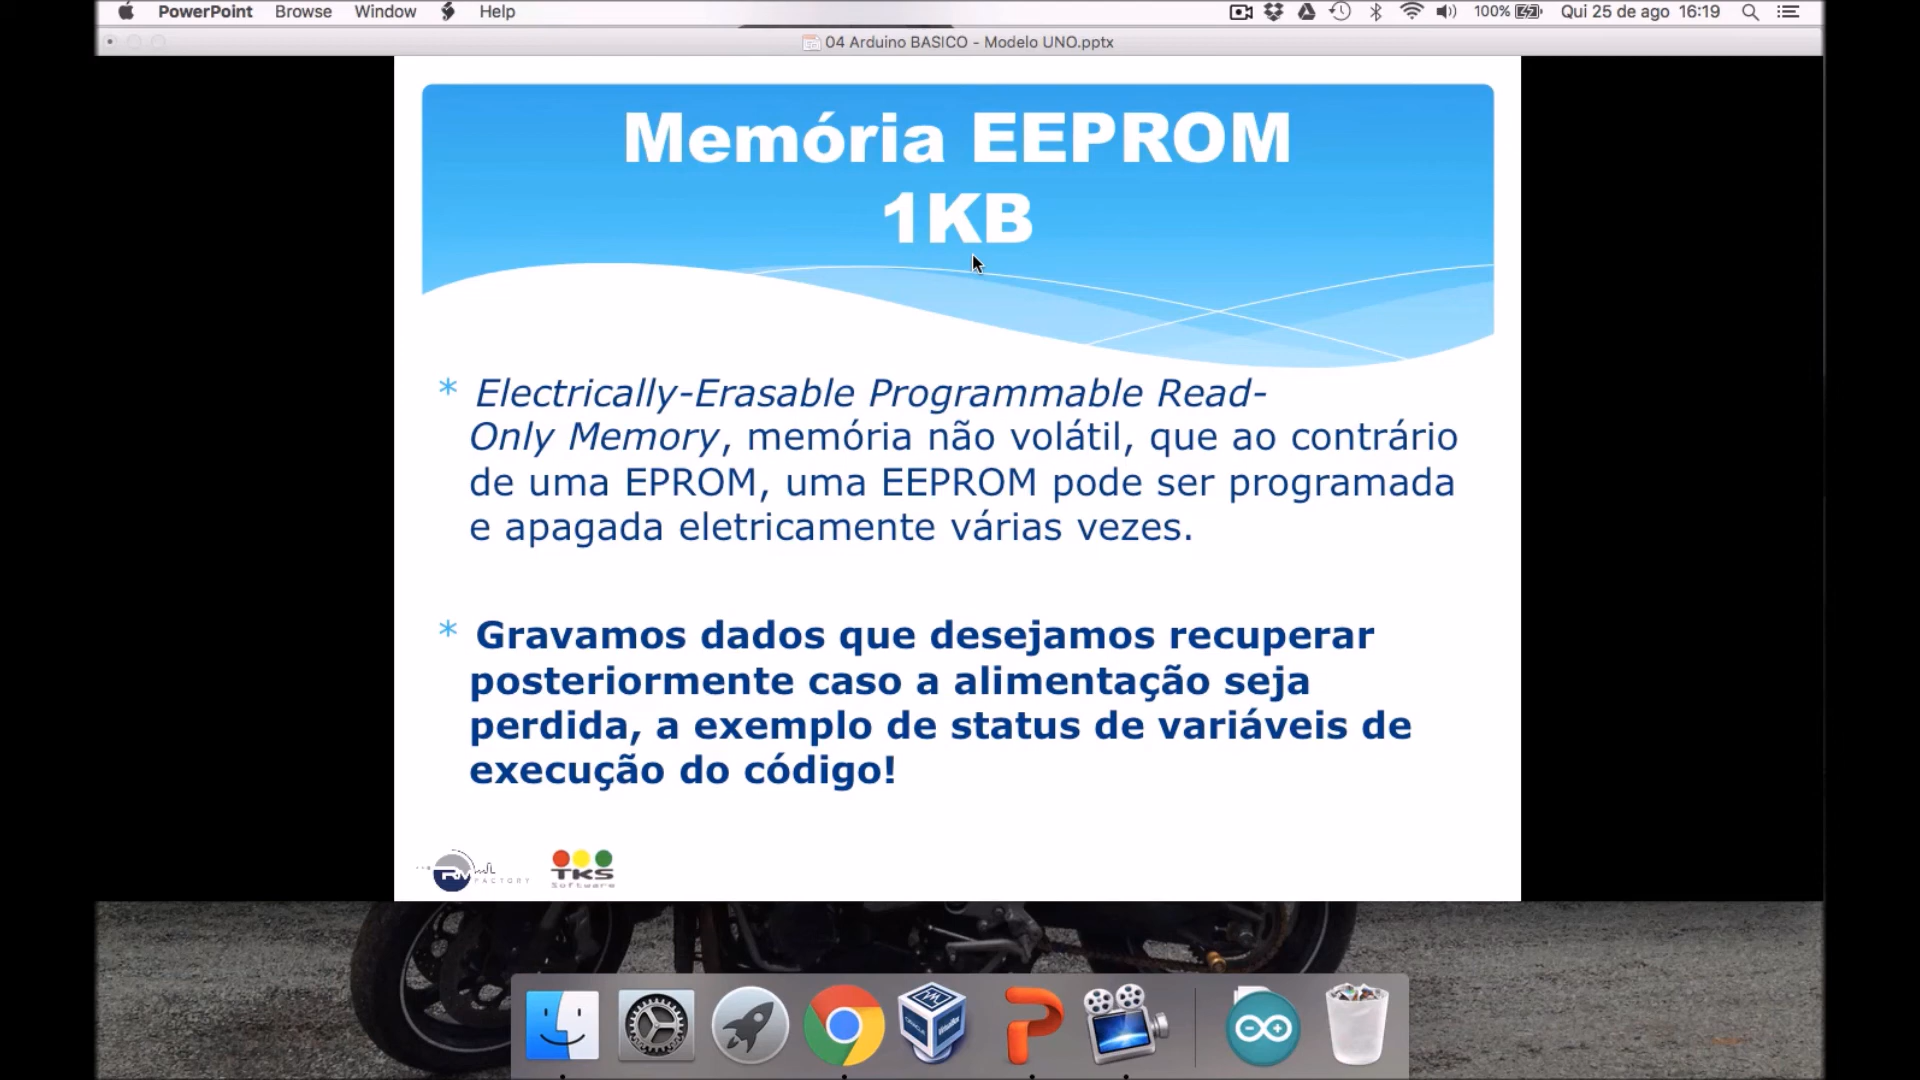 PowerPoint Browse Window Help 100% Qui 25 de ago 16:19
04 Arduino BASICO - Modelo UNO.pptx
Memória EEPROM
1KB
* Electrically-Erasable Programmable Read-
Only Memory, memória não volátil, que ao contrário
de uma EPROM, uma EEPROM pode ser programada
e apagada eletricamente várias vezes.
* Gravamos dados que desejamos recuperar
posteriormente caso a alimentação seja
perdida, a exemplo de status de variáveis de
execução do código!
RM
FACTORY
TKS
Software